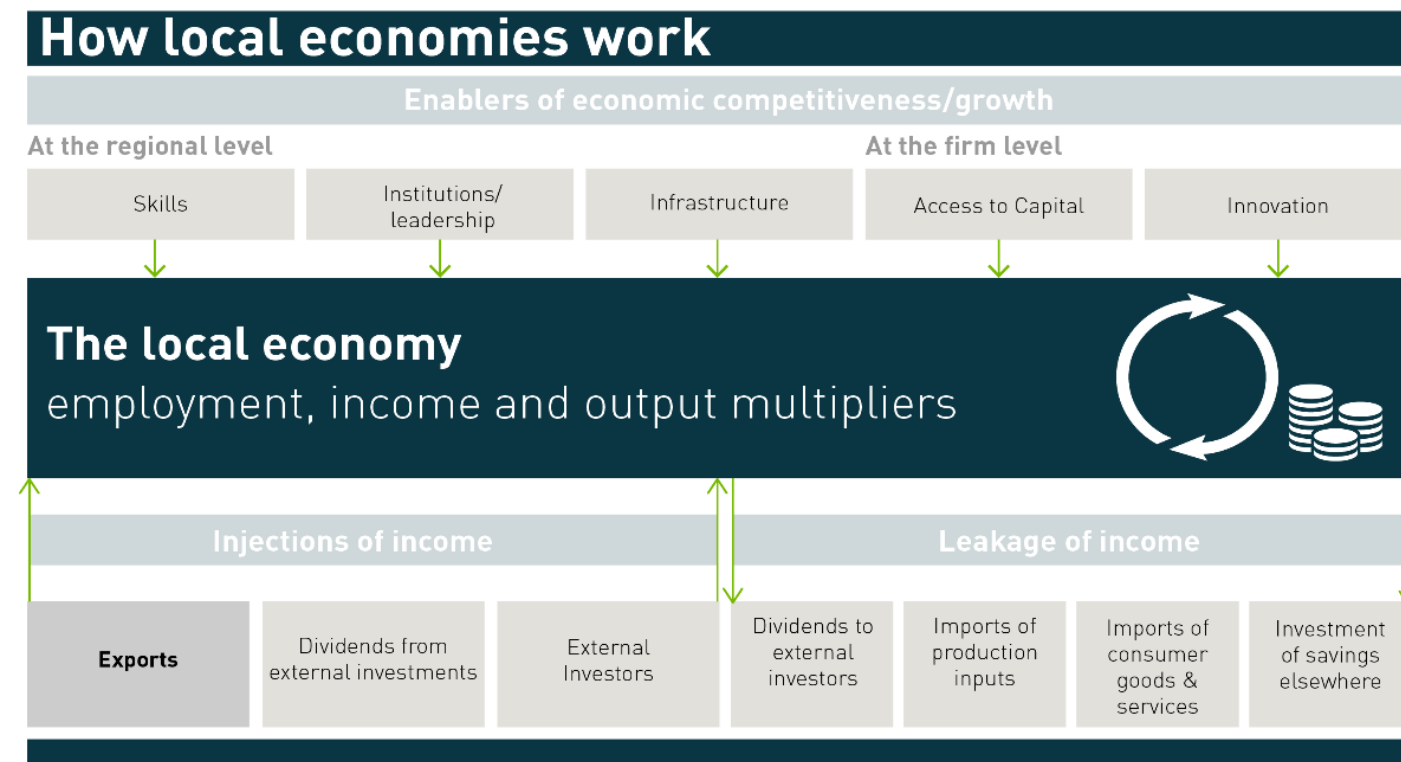 How local economies work
Enablers of economic competitiveness/growth
At the regional level
At the firm level
Skills
Institutions/
leadership
Infrastructure
Access to Capital
Innovation
The local economy
employment, income and output multipliers
Injections of income
Leakage of income
Exports
Dividends from
external investments
External
Investors
Dividends to
external
investors
Imports of
production
inputs
Imports of
consumer
goods &
services
Investment
of savings
elsewhere